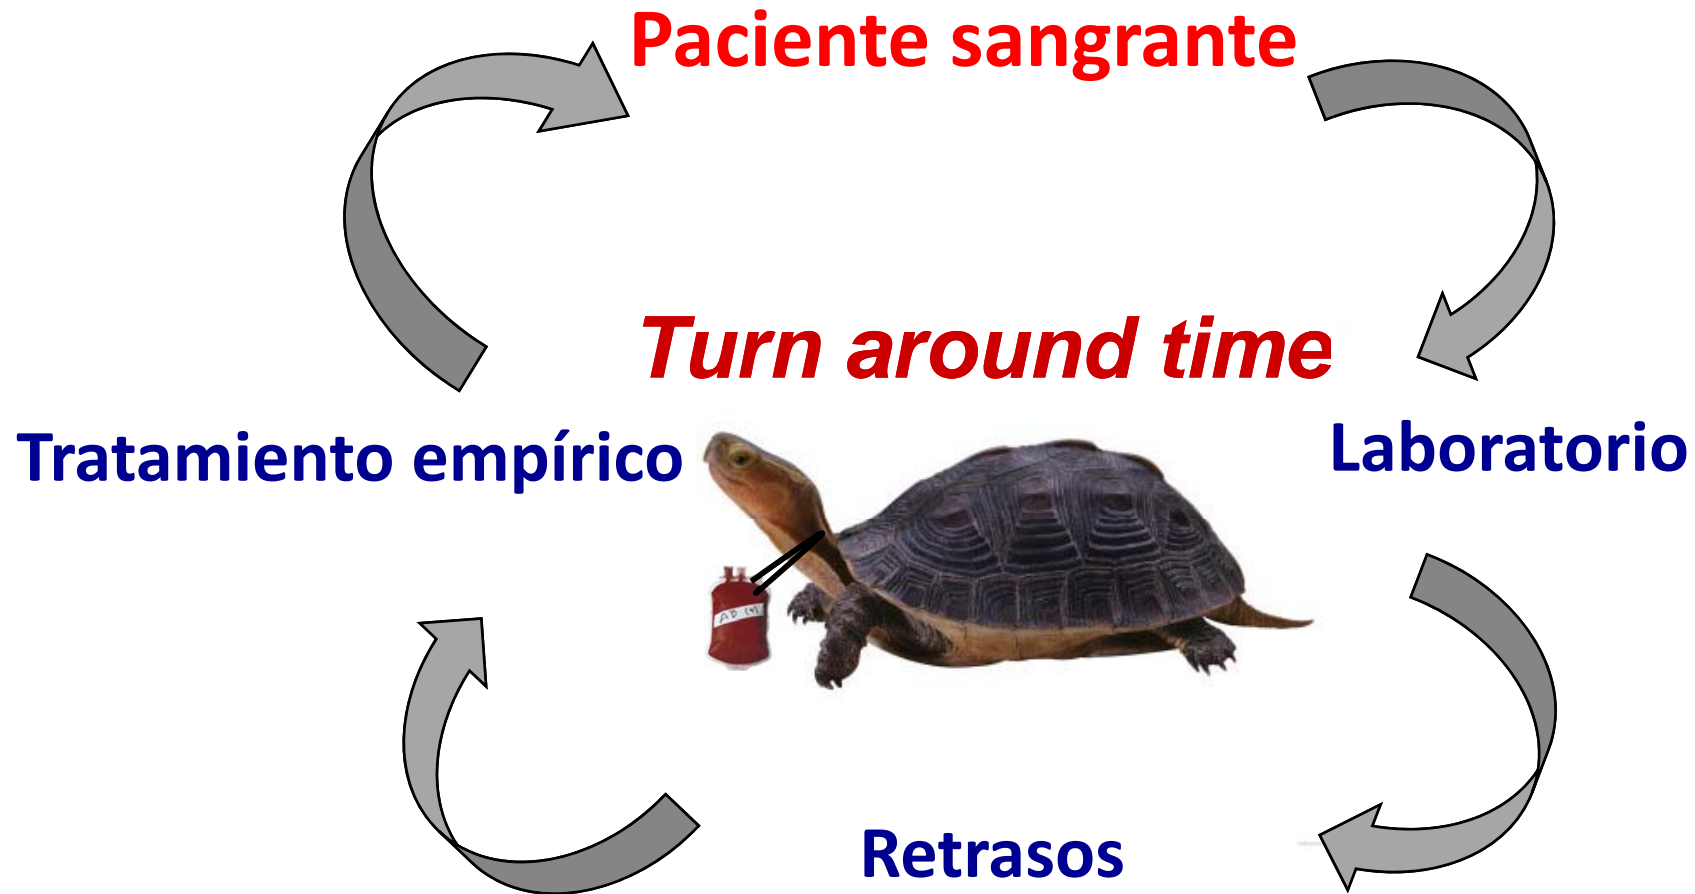 Paciente sangrante
Turn around time
Tratamiento empírico
Laboratorio
Retrasos